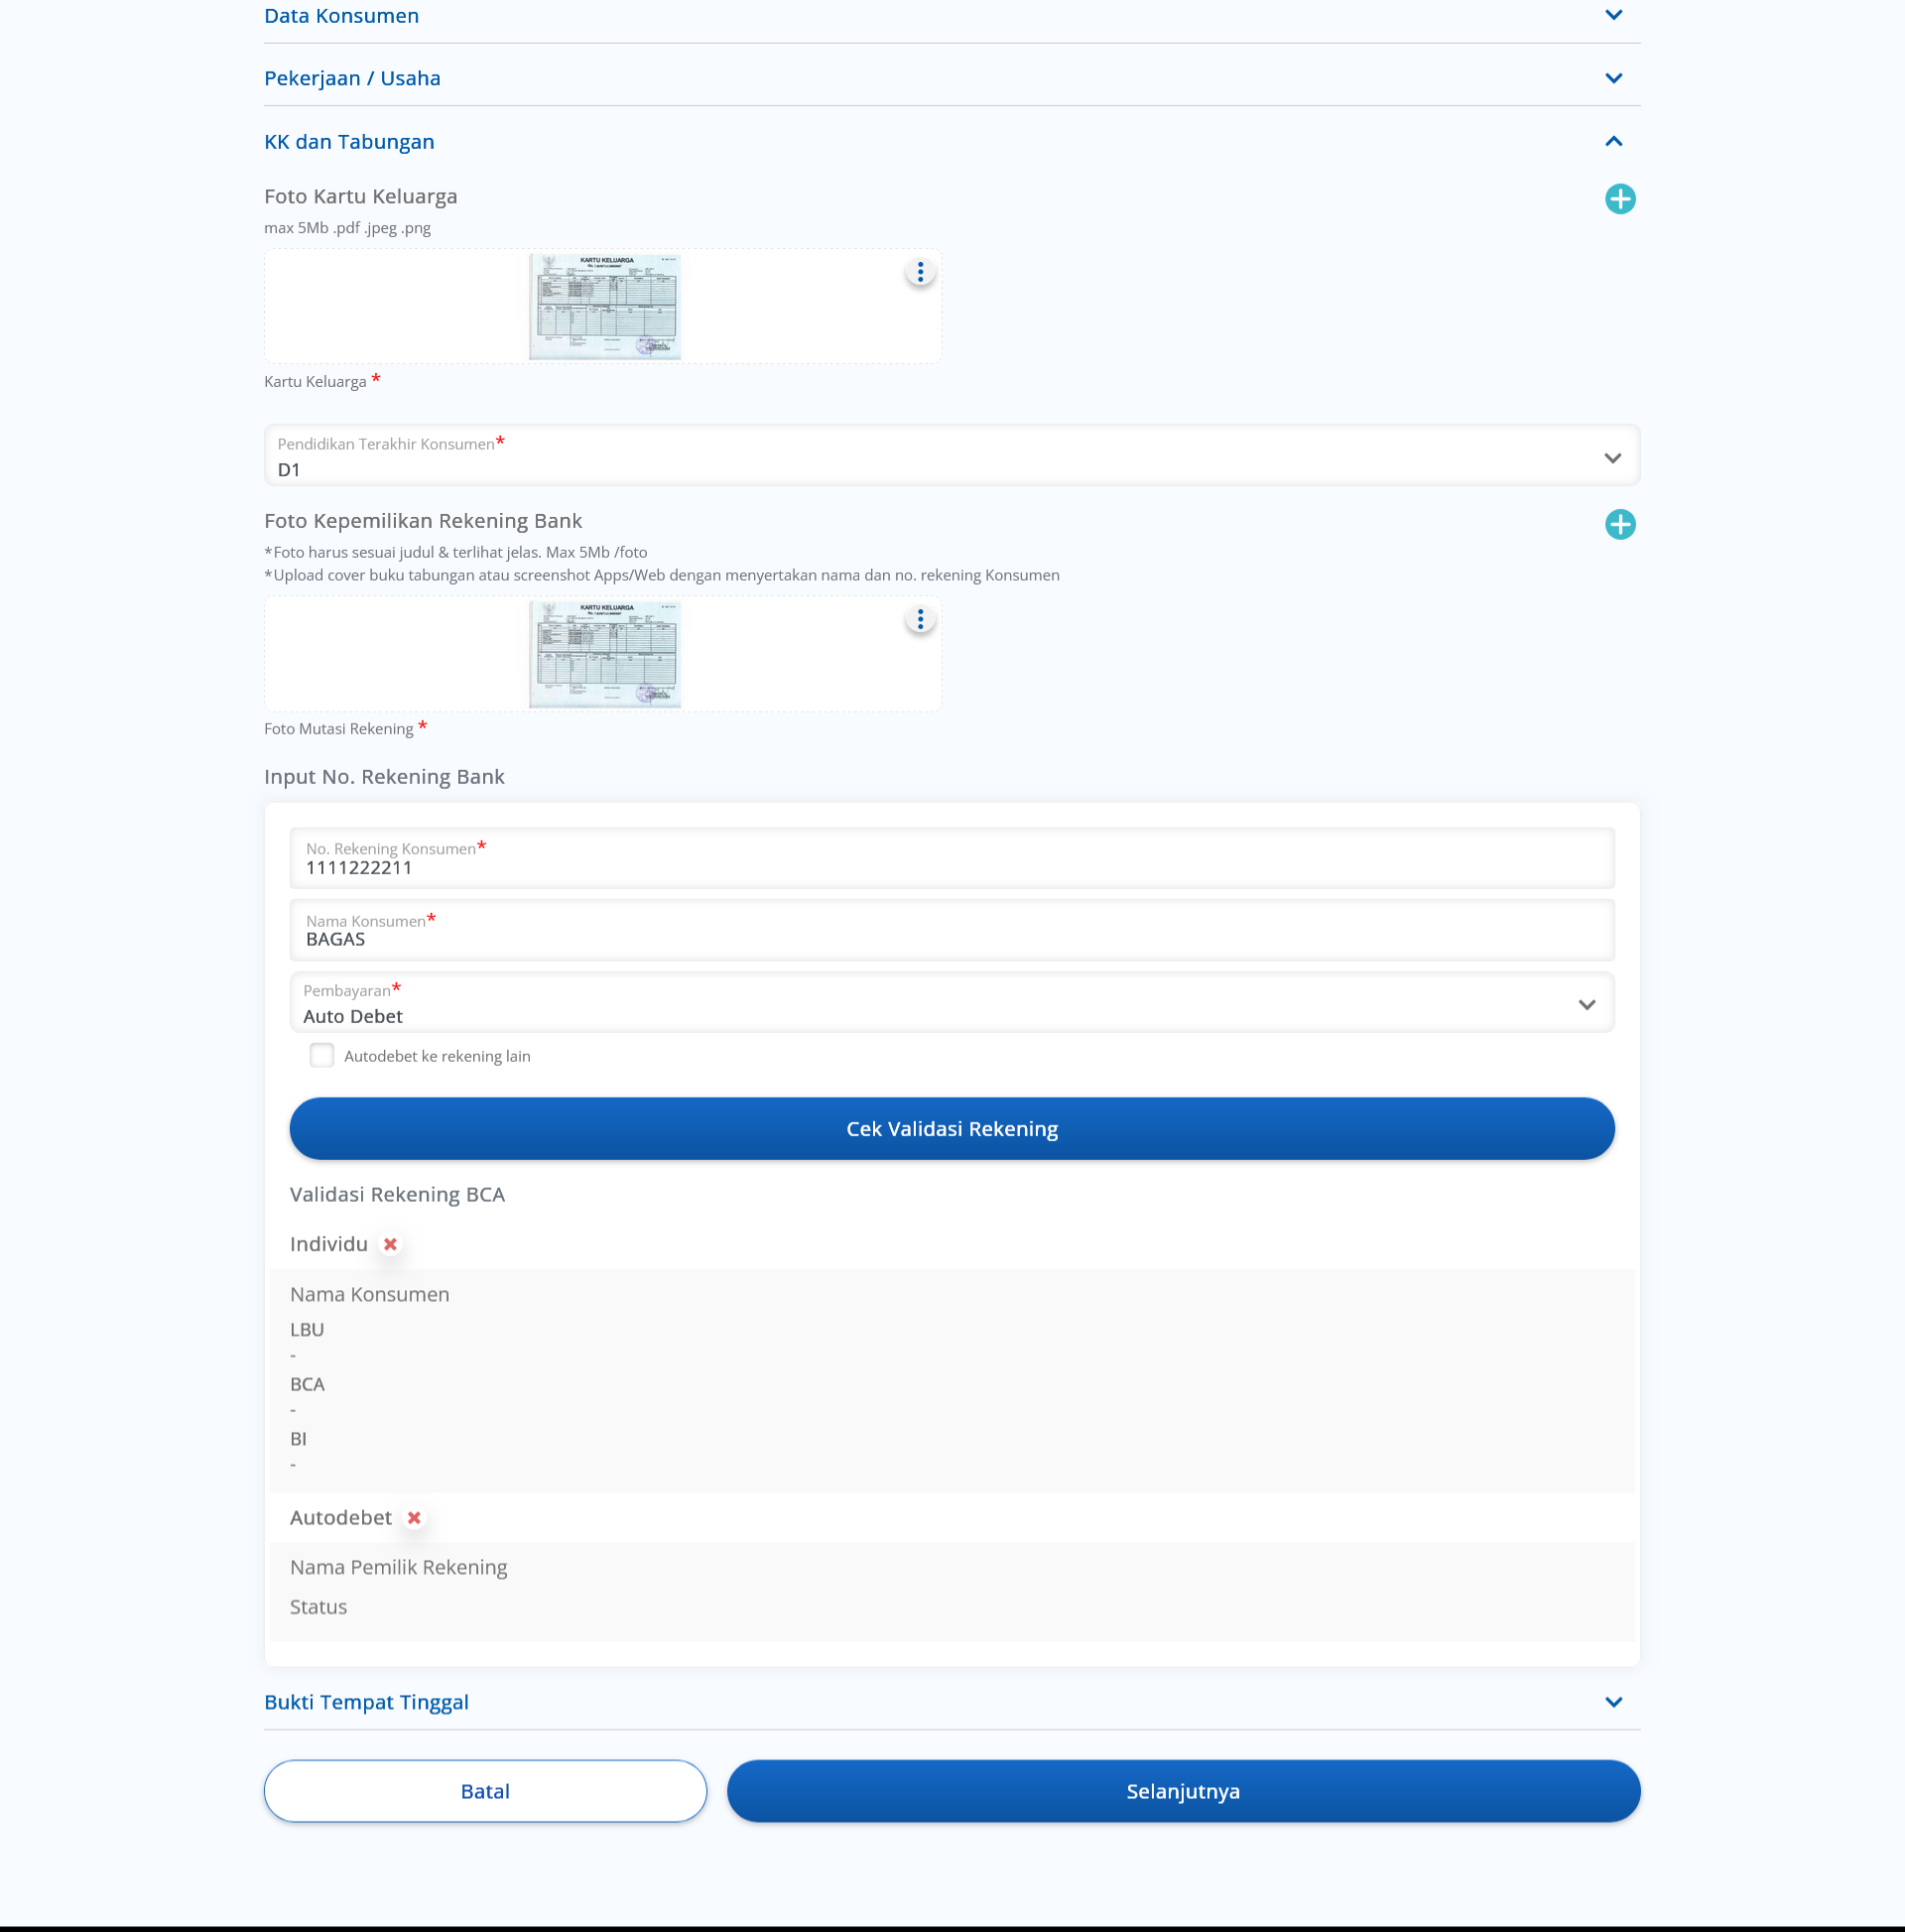 Data Konsumen
Pekerjaan / Usaha
KK dan Tabungan
Foto Kartu Keluarga
max 5Mb .pdf .jpeg .png
KARTU KELUARGA
Kartu Keluarga *
Pendidikan Terakhir Konsumen*
D1
Foto Kepemilikan Rekening Bank
*Foto harus sesuai judul & terlihat jelas. Max 5Mb /foto
*Upload cover buku tabungan atau screenshot Apps/Web dengan menyertakan nama dan no. rekening Konsumen
KARTU KELUARGA
Foto Mutasi Rekening *
Input No. Rekening Bank
No. Rekening Konsumen*
1111222211
Nama Konsumen*
BAGAS
Pembayaran*
Auto Debet
Autodebet ke rekening lain
Cek Validasi Rekening
Validasi Rekening BCA
Individu
Nama Konsumen
LBU
-
BCA
-
BI
-
Autodebet
Nama Pemilik Rekening
Status
Bukti Tempat Tinggal
Batal
Selanjutnya